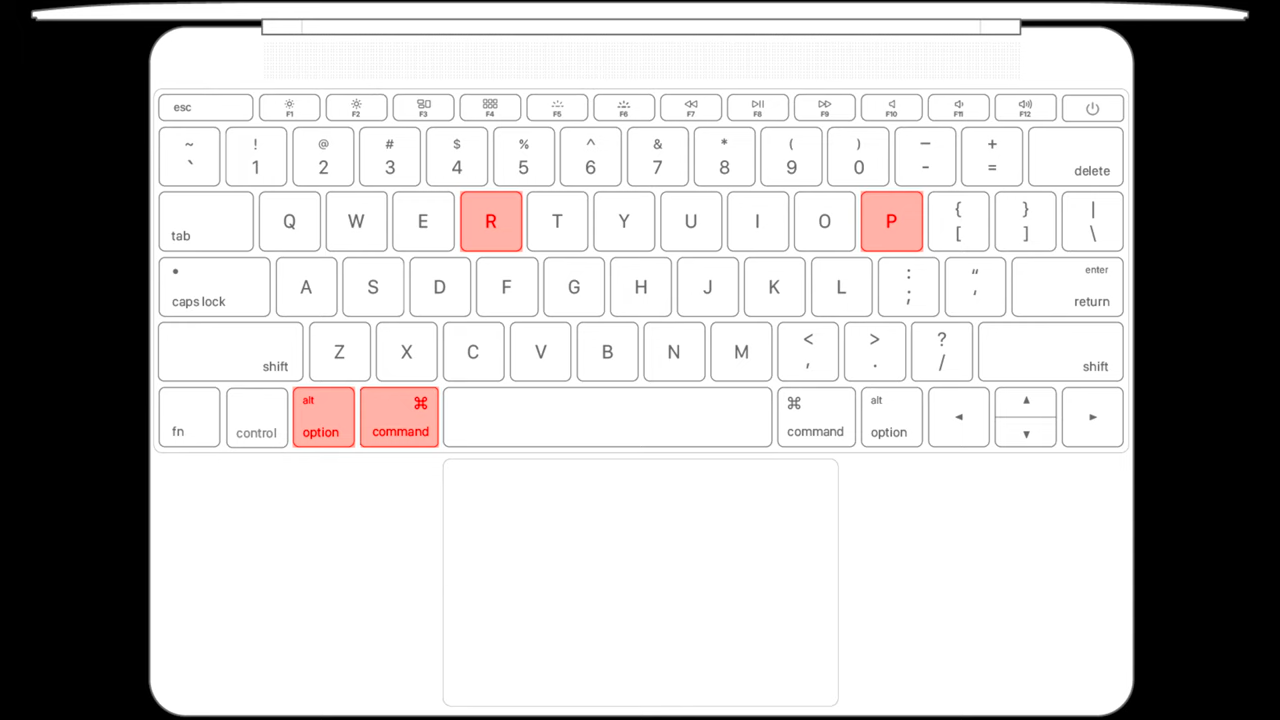 esc F1 F2 F3 F4 F5 F6 F7 F8 F9 F10 F11 F12
~ ! @ # $ % ^ & * ( ) — +
` 1 2 3 4 5 6 7 8 9 0 - = delete
tab Q W E R T Y U I O P { [ } ] | \
caps lock A S D F G H J K L : ; “ ‘ enter return
shift Z X C V B N M < , > . ? / shift
fn control alt option ⌘ command ⌘ command alt option ◀ ▲ ▼ ▶